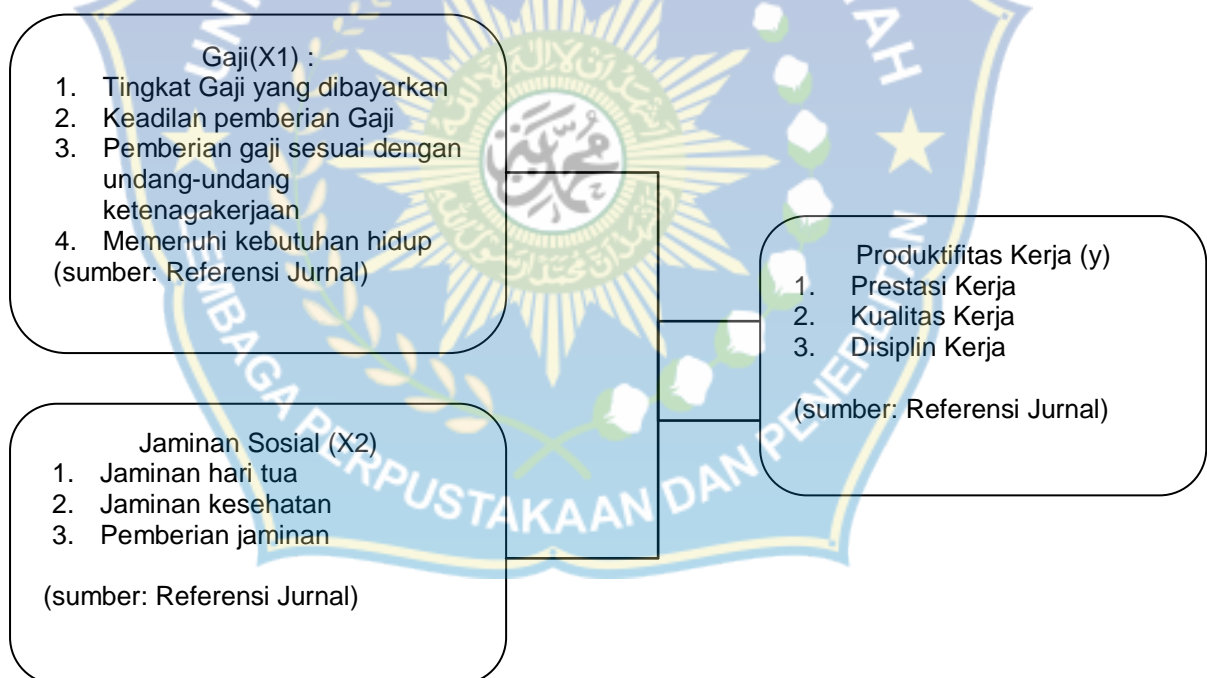 Gaji(X1) :
1. Tingkat Gaji yang dibayarkan
2. Keadilan pemberian Gaji
3. Pemberian gaji sesuai dengan
undang-undang
ketenagakerjaan
4. Memenuhi kebutuhan hidup
(sumber: Referensi Jurnal)
Produktifitas Kerja (y)
1. Prestasi Kerja
2. Kualitas Kerja
3. Disiplin Kerja
(sumber: Referensi Jurnal)
Jaminan Sosial (X2)
1. Jaminan hari tua
2. Jaminan kesehatan
3. Pemberian jaminan
(sumber: Referensi Jurnal)
PERPUSTAKAAN DAN